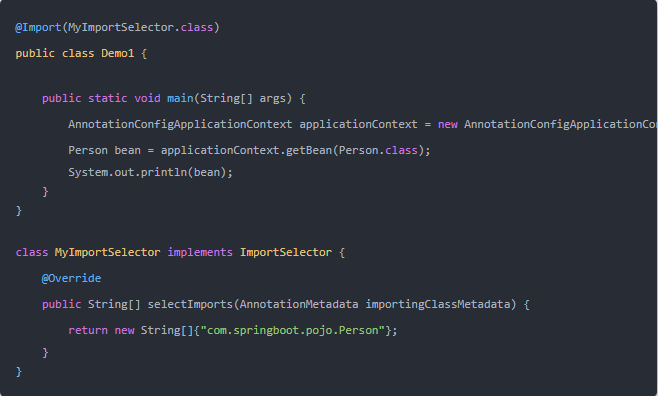 @Import(MyImportSelector.class)
public class Demo1 {
    public static void main(String[] args) {
        AnnotationConfigApplicationContext applicationContext = new AnnotationConfigApplicationCo
        Person bean = applicationContext.getBean(Person.class);
        System.out.println(bean);
    }
}
class MyImportSelector implements ImportSelector {
    @Override
    public String[] selectImports(AnnotationMetadata importingClassMetadata) {
        return new String[]{"com.springboot.pojo.Person"};
    }
}